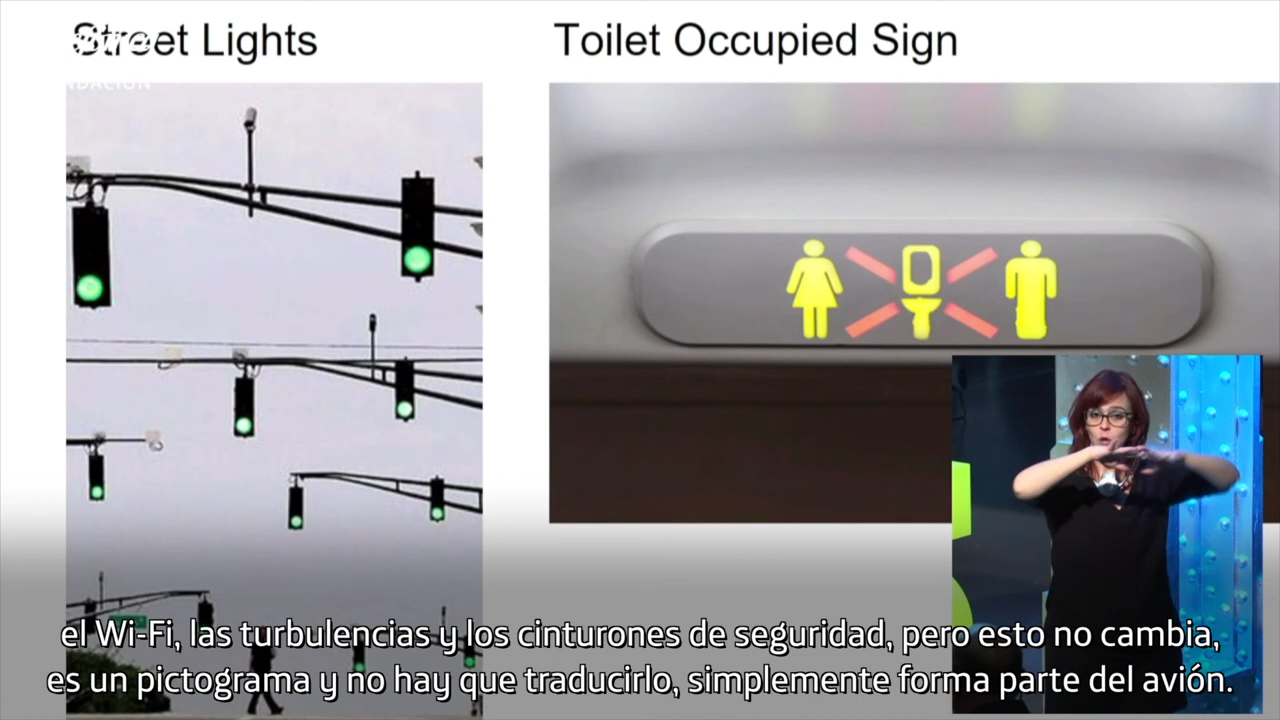 Street Lights
Toilet Occupied Sign
NDACIÓN
el Wi-Fi, las turbulencias y los cinturones de seguridad, pero esto no cambia,
es un pictograma y no hay que traducirlo, simplemente forma parte del avión.